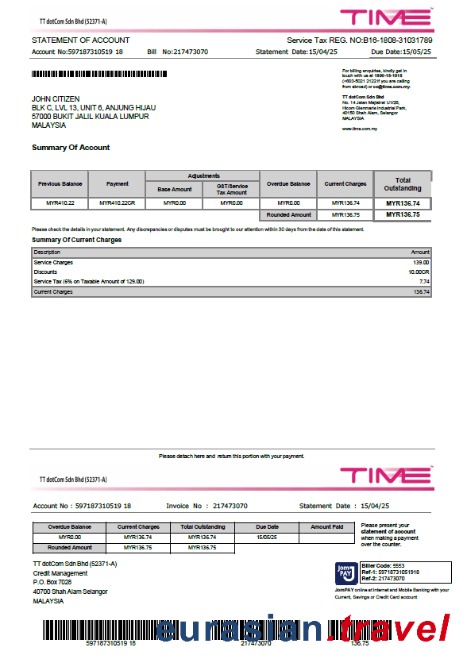 TT dotCom Sdn Bhd (52371-A)
TIME
STATEMENT OF ACCOUNT Service Tax REG. NO:B16-1808-31031789
Account No:597187310519 18 Bill No:217473070 Statement Date:15/04/25 Due Date:15/05/25
For billing enquiries, kindly get in
touch with us at 1800-18-1818
(+603-5021 2122 if you are calling
from abroad) or cs@time.com.my
JOHN CITIZEN
BLK C, LVL 13, UNIT 6, ANJUNG HIJAU
57000 BUKIT JALIL KUALA LUMPUR
MALAYSIA
TT dotCom Sdn Bhd
No. 14 Jalan Majistret U1/26,
Hicom Glenmarie Industrial Park,
40150 Shah Alam, Selangor
MALAYSIA
www.time.com.my
Summary Of Account
Previous Balance Payment Adjustments Overdue Balance Current Charges Total Outstanding
Base Amount GST/Service Tax Amount
MYR410.22 MYR410.22CR MYR0.00 MYR0.00 MYR0.00 MYR136.74 MYR136.74
Rounded Amount MYR136.75 MYR136.75
Please check the details in your statement. Any discrepancies or disputes must be brought to our attention within 30 days from the date of this statement.
Summary Of Current Charges
Description Amount
Service Charges 139.00
Discounts 10.00CR
Service Tax (6% on Taxable Amount of 129.00) 7.74
Current Charges 136.74
Please detach here and return this portion with your payment
TT dotCom Sdn Bhd (52371-A)
TIME
Account No : 597187310519 18 Invoice No : 217473070 Statement Date : 15/04/25
Overdue Balance Current Charges Total Outstanding Due Date Amount Paid
MYR0.00 MYR136.74 MYR136.74 15/05/25
Rounded Amount MYR136.75 MYR136.75
Please present your
statement of account
when making a payment
over the counter.
TT dotCom Sdn Bhd (52371-A)
Credit Management
P.O. Box 7028
40700 Shah Alam Selangor
MALAYSIA
Jom PAY
Biller Code: 5553
Ref-1: 59718731051918
Ref-2: 217473070
JomPAY online at Internet and Mobile Banking with your
Current, Savings or Credit Card account
597187310519 18 217473070 136.75
eurasian.travel